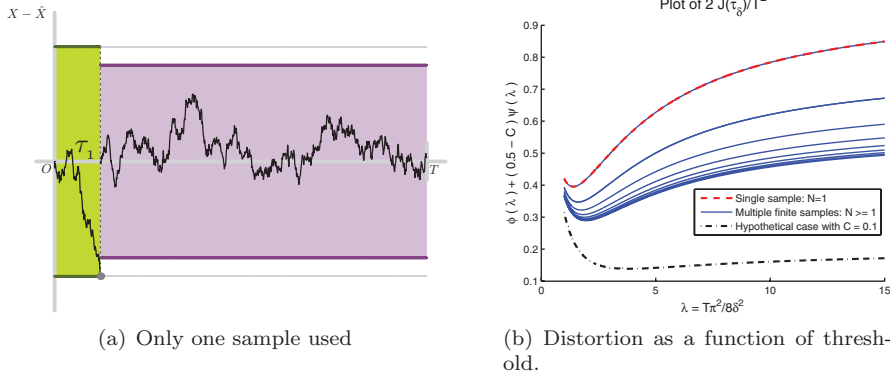 X − X̂
τ₁
O
T
(a) Only one sample used
Plot of 2 J(τ_δ)/T²
0.9
0.8
0.7
0.6
0.5
0.4
0.3
0.2
0.1
ϕ ( λ ) + ( 0.5 − C ) ψ ( λ )
Single sample: N=1
Multiple finite samples: N >= 1
Hypothetical case with C = 0.1
0 5 10 15
λ = Tπ²/8δ²
(b) Distortion as a function of thresh-
old.